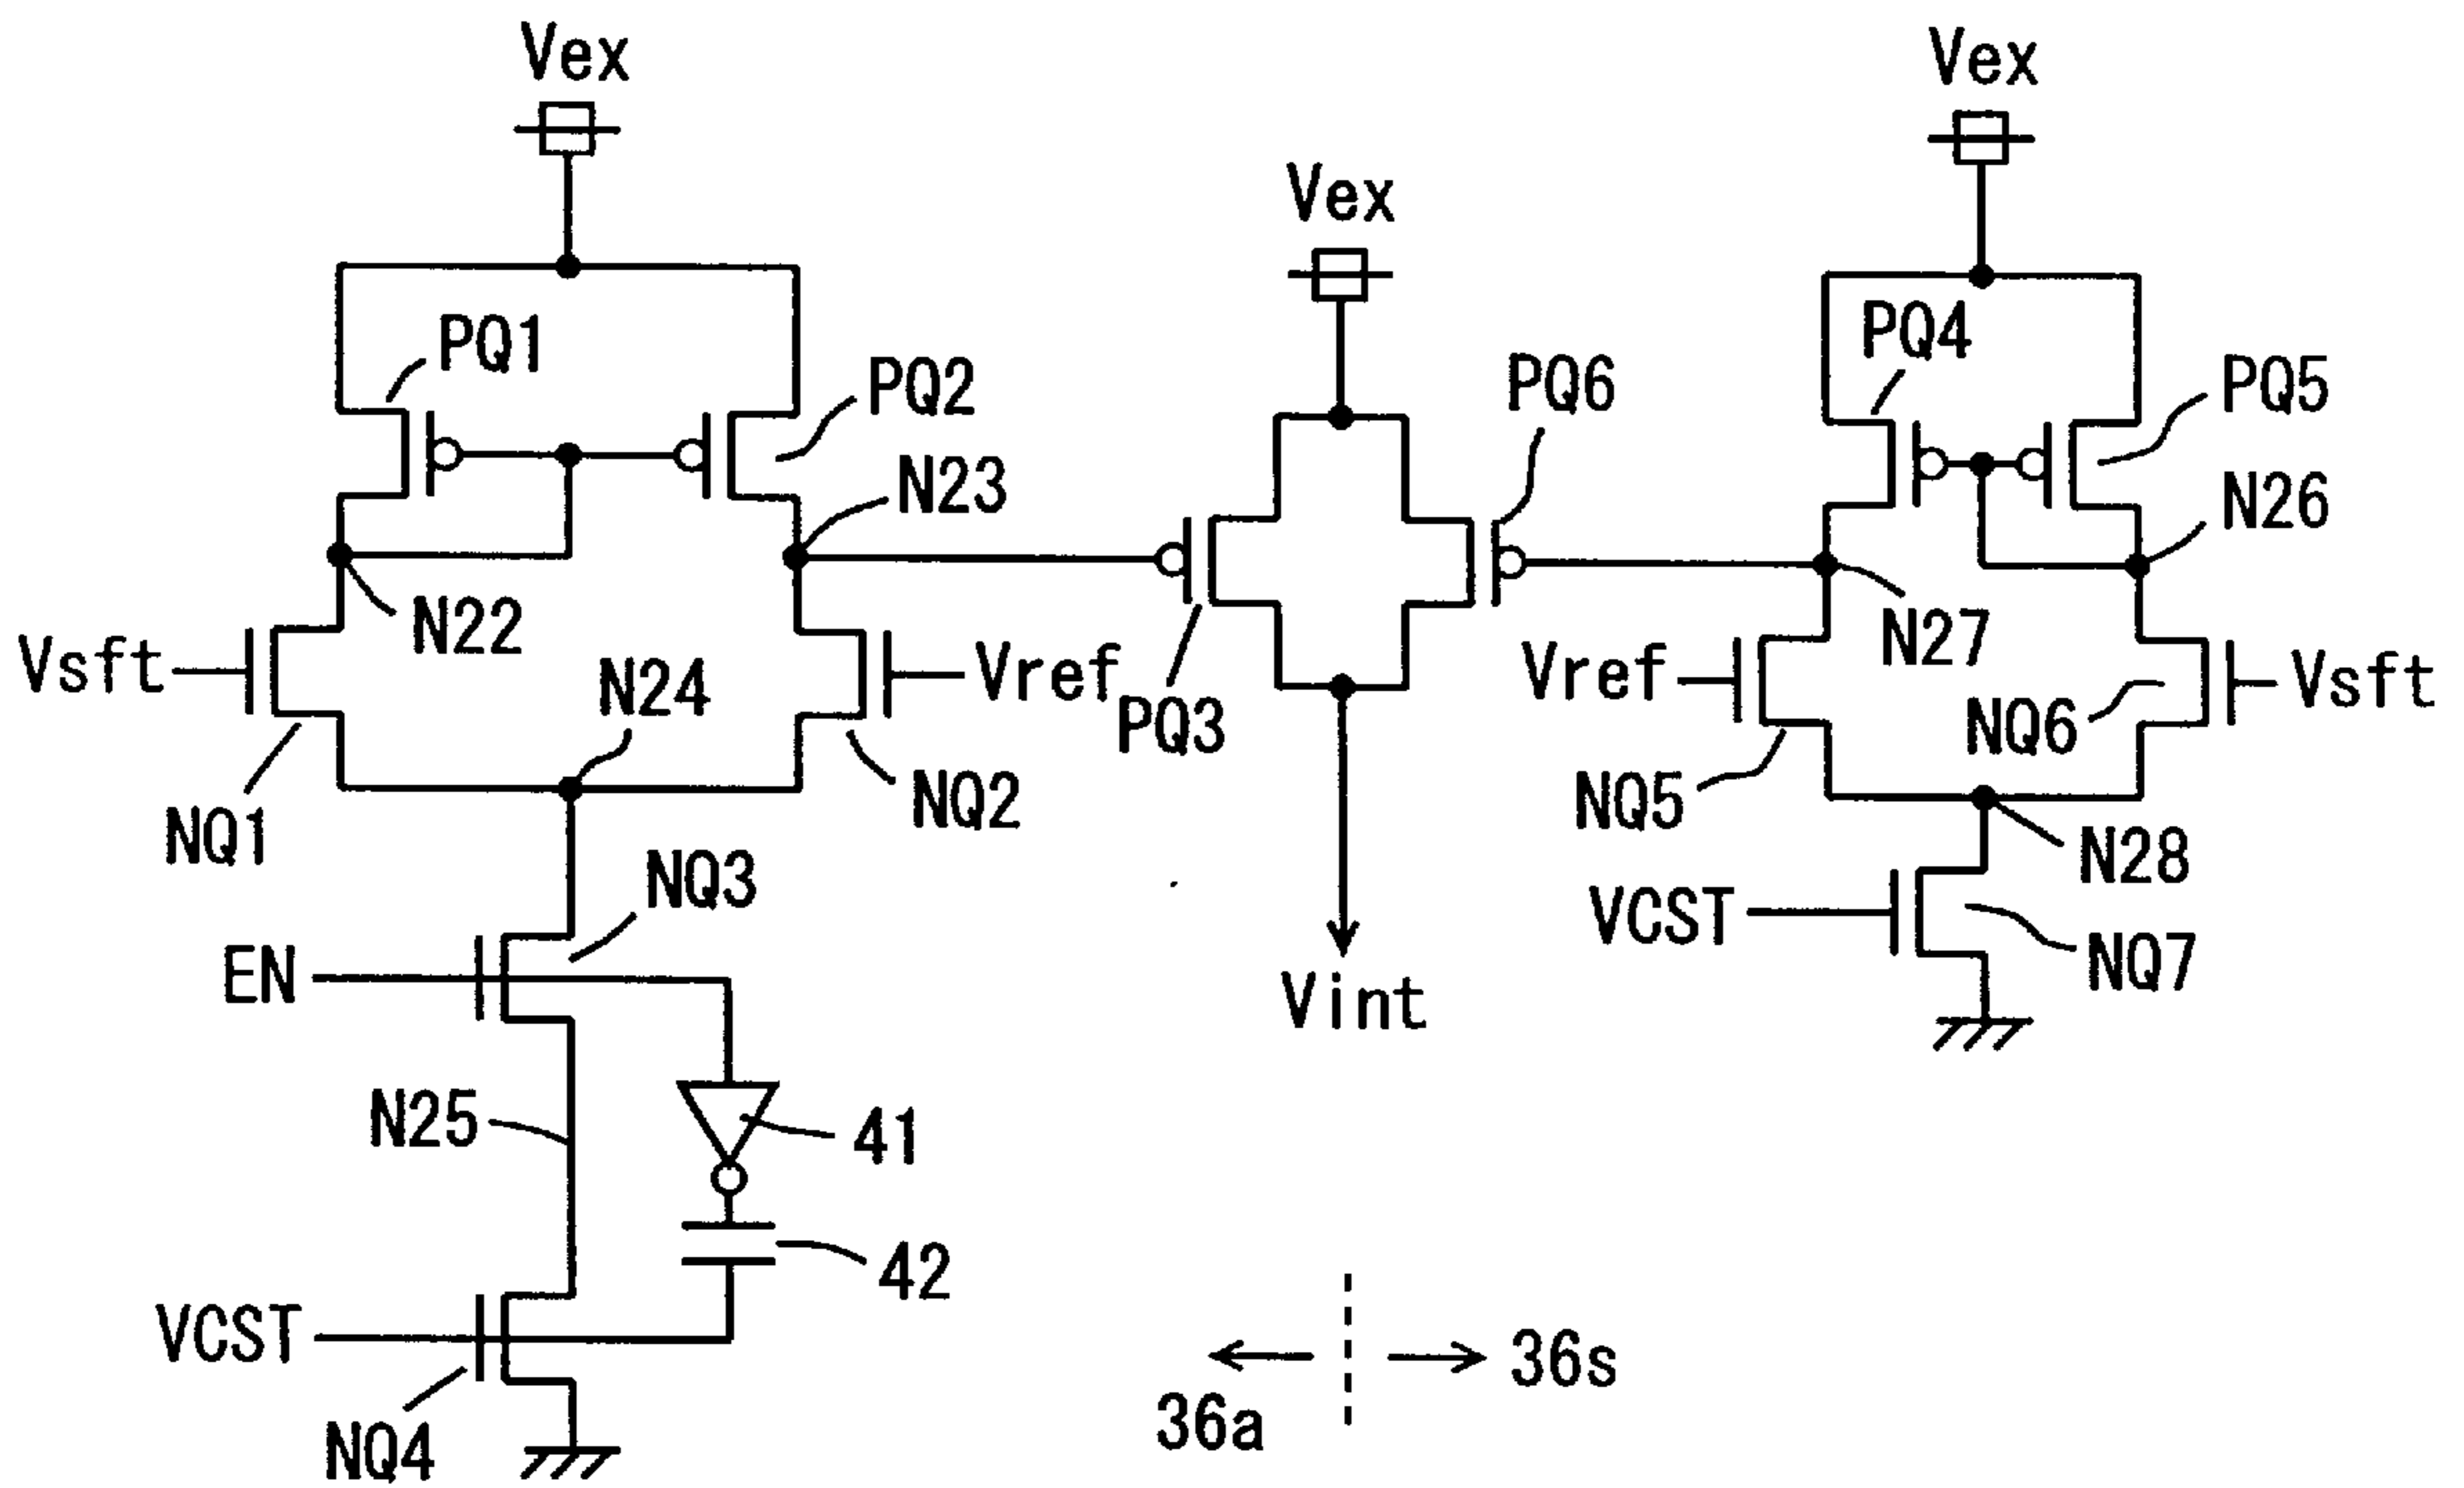 Vex
Vex
Vex
PQ1
PQ2
PQ6
PQ4
PQ5
N23
N26
N22
N27
Vsft
N24
Vref
PQ3
Vref
NQ6
Vsft
NQ1
NQ2
NQ5
NQ3
N28
VCST
EN
NQ7
Vint
N25
41
42
VCST
36s
36a
NQ4